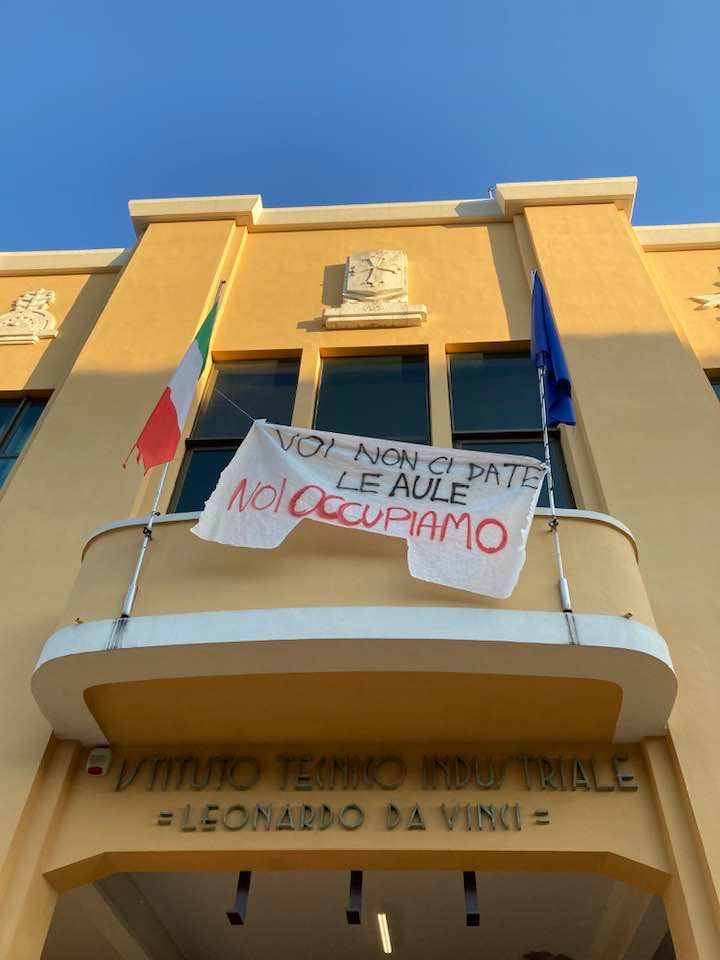 VOI NON CI DATE
LE AULE
NOI OCCUPIAMO
ISTITUTO TECNICO INDUSTRIALE
= LEONARDO DA VINCI =